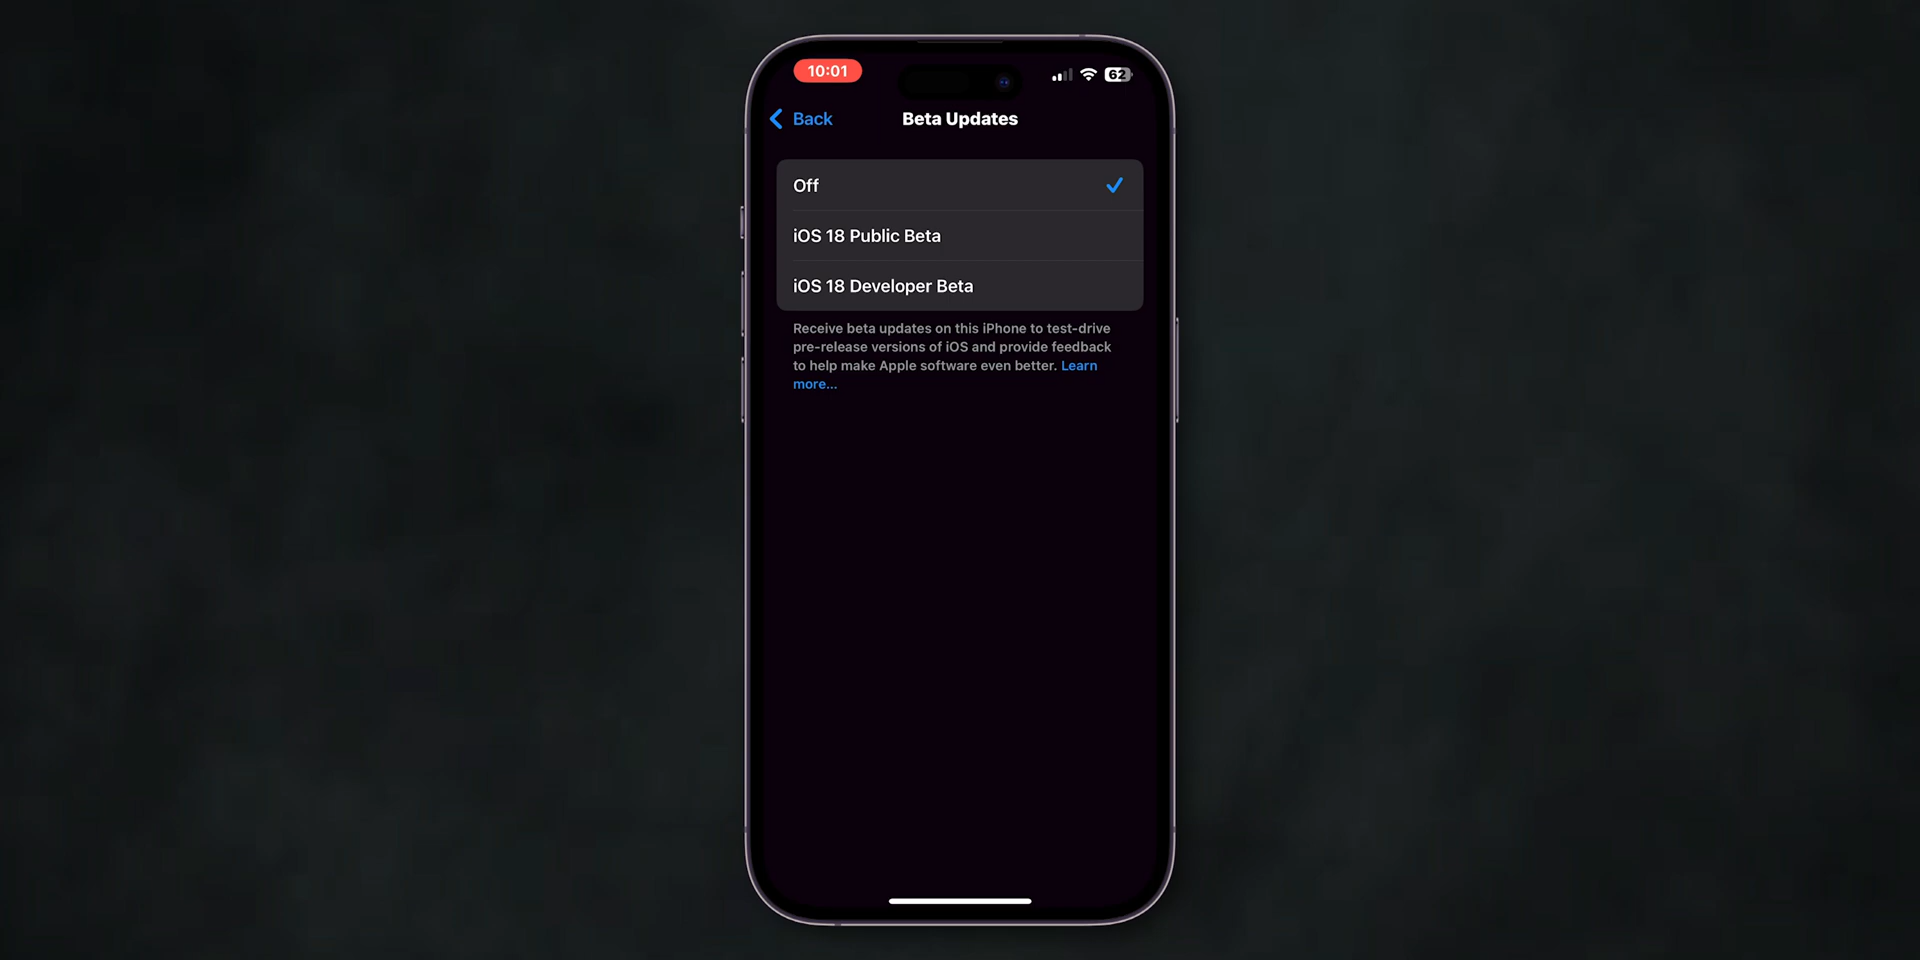 10:01
62
Back
Beta Updates
Off
iOS 18 Public Beta
iOS 18 Developer Beta
Receive beta updates on this iPhone to test-drive
pre-release versions of iOS and provide feedback
to help make Apple software even better. Learn
more...